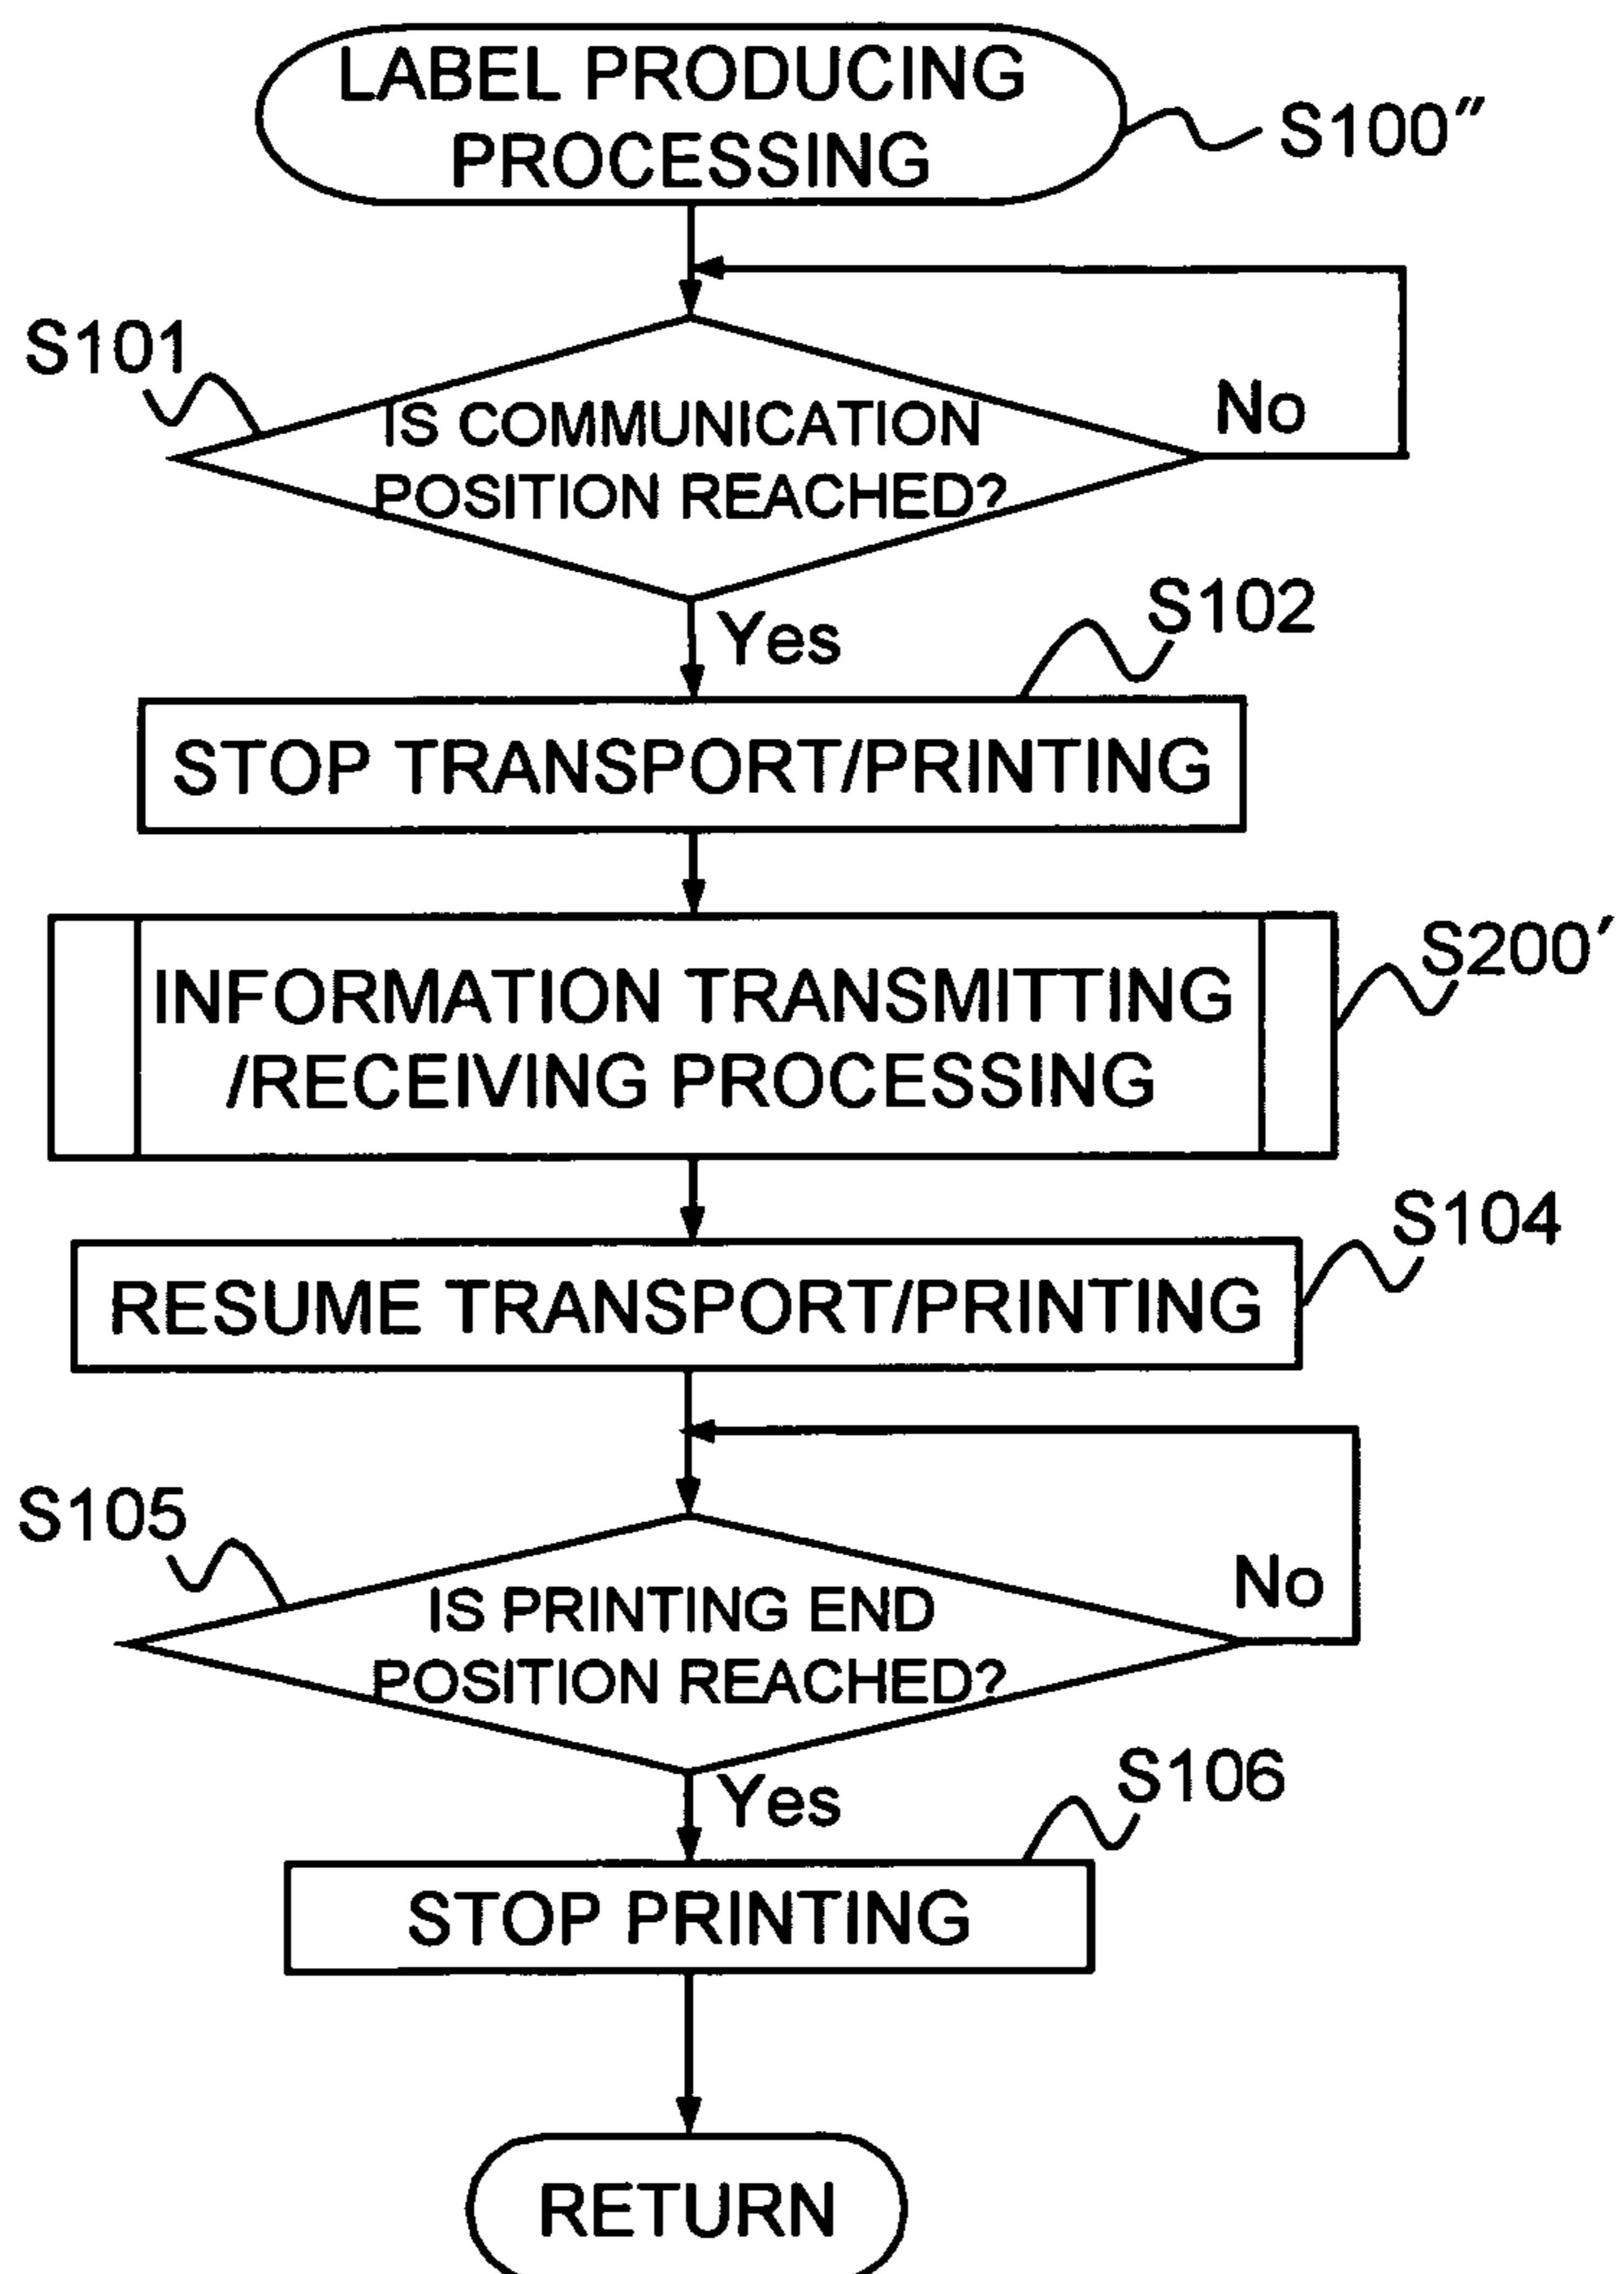 LABEL PRODUCING
PROCESSING
S100″
S101
IS COMMUNICATION
POSITION REACHED?
No
Yes
S102
STOP TRANSPORT/PRINTING
S200′
INFORMATION TRANSMITTING
/RECEIVING PROCESSING
S104
RESUME TRANSPORT/PRINTING
S105
IS PRINTING END
POSITION REACHED?
No
Yes
S106
STOP PRINTING
RETURN